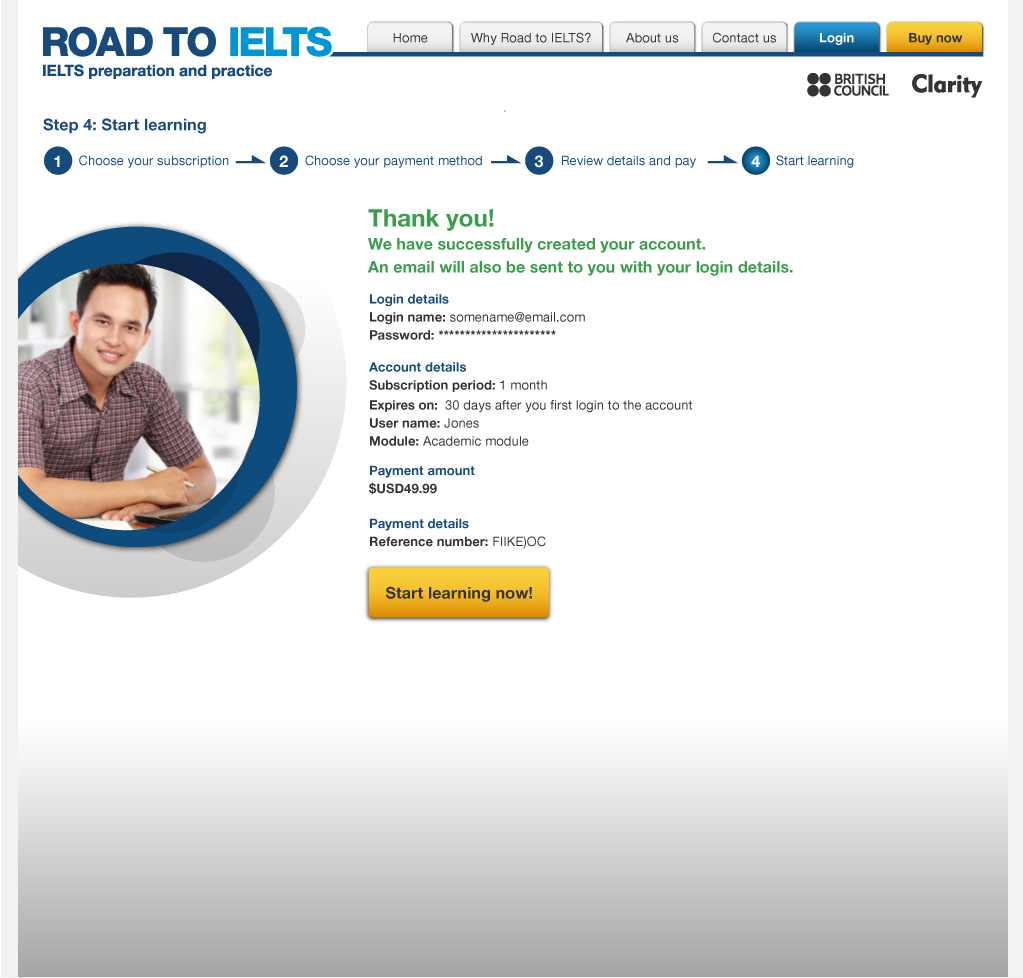 ROAD TO IELTS
IELTS preparation and practice
Home
Why Road to IELTS?
About us
Contact us
Login
Buy now
BRITISH
COUNCIL
Clarity
Step 4: Start learning
1 Choose your subscription
2 Choose your payment method
3 Review details and pay
4 Start learning
Thank you!
We have successfully created your account.
An email will also be sent to you with your login details.
Login details
Login name: somename@email.com
Password: **********************
Account details
Subscription period: 1 month
Expires on: 30 days after you first login to the account
User name: Jones
Module: Academic module
Payment amount
$USD49.99
Payment details
Reference number: FIIKE)OC
Start learning now!